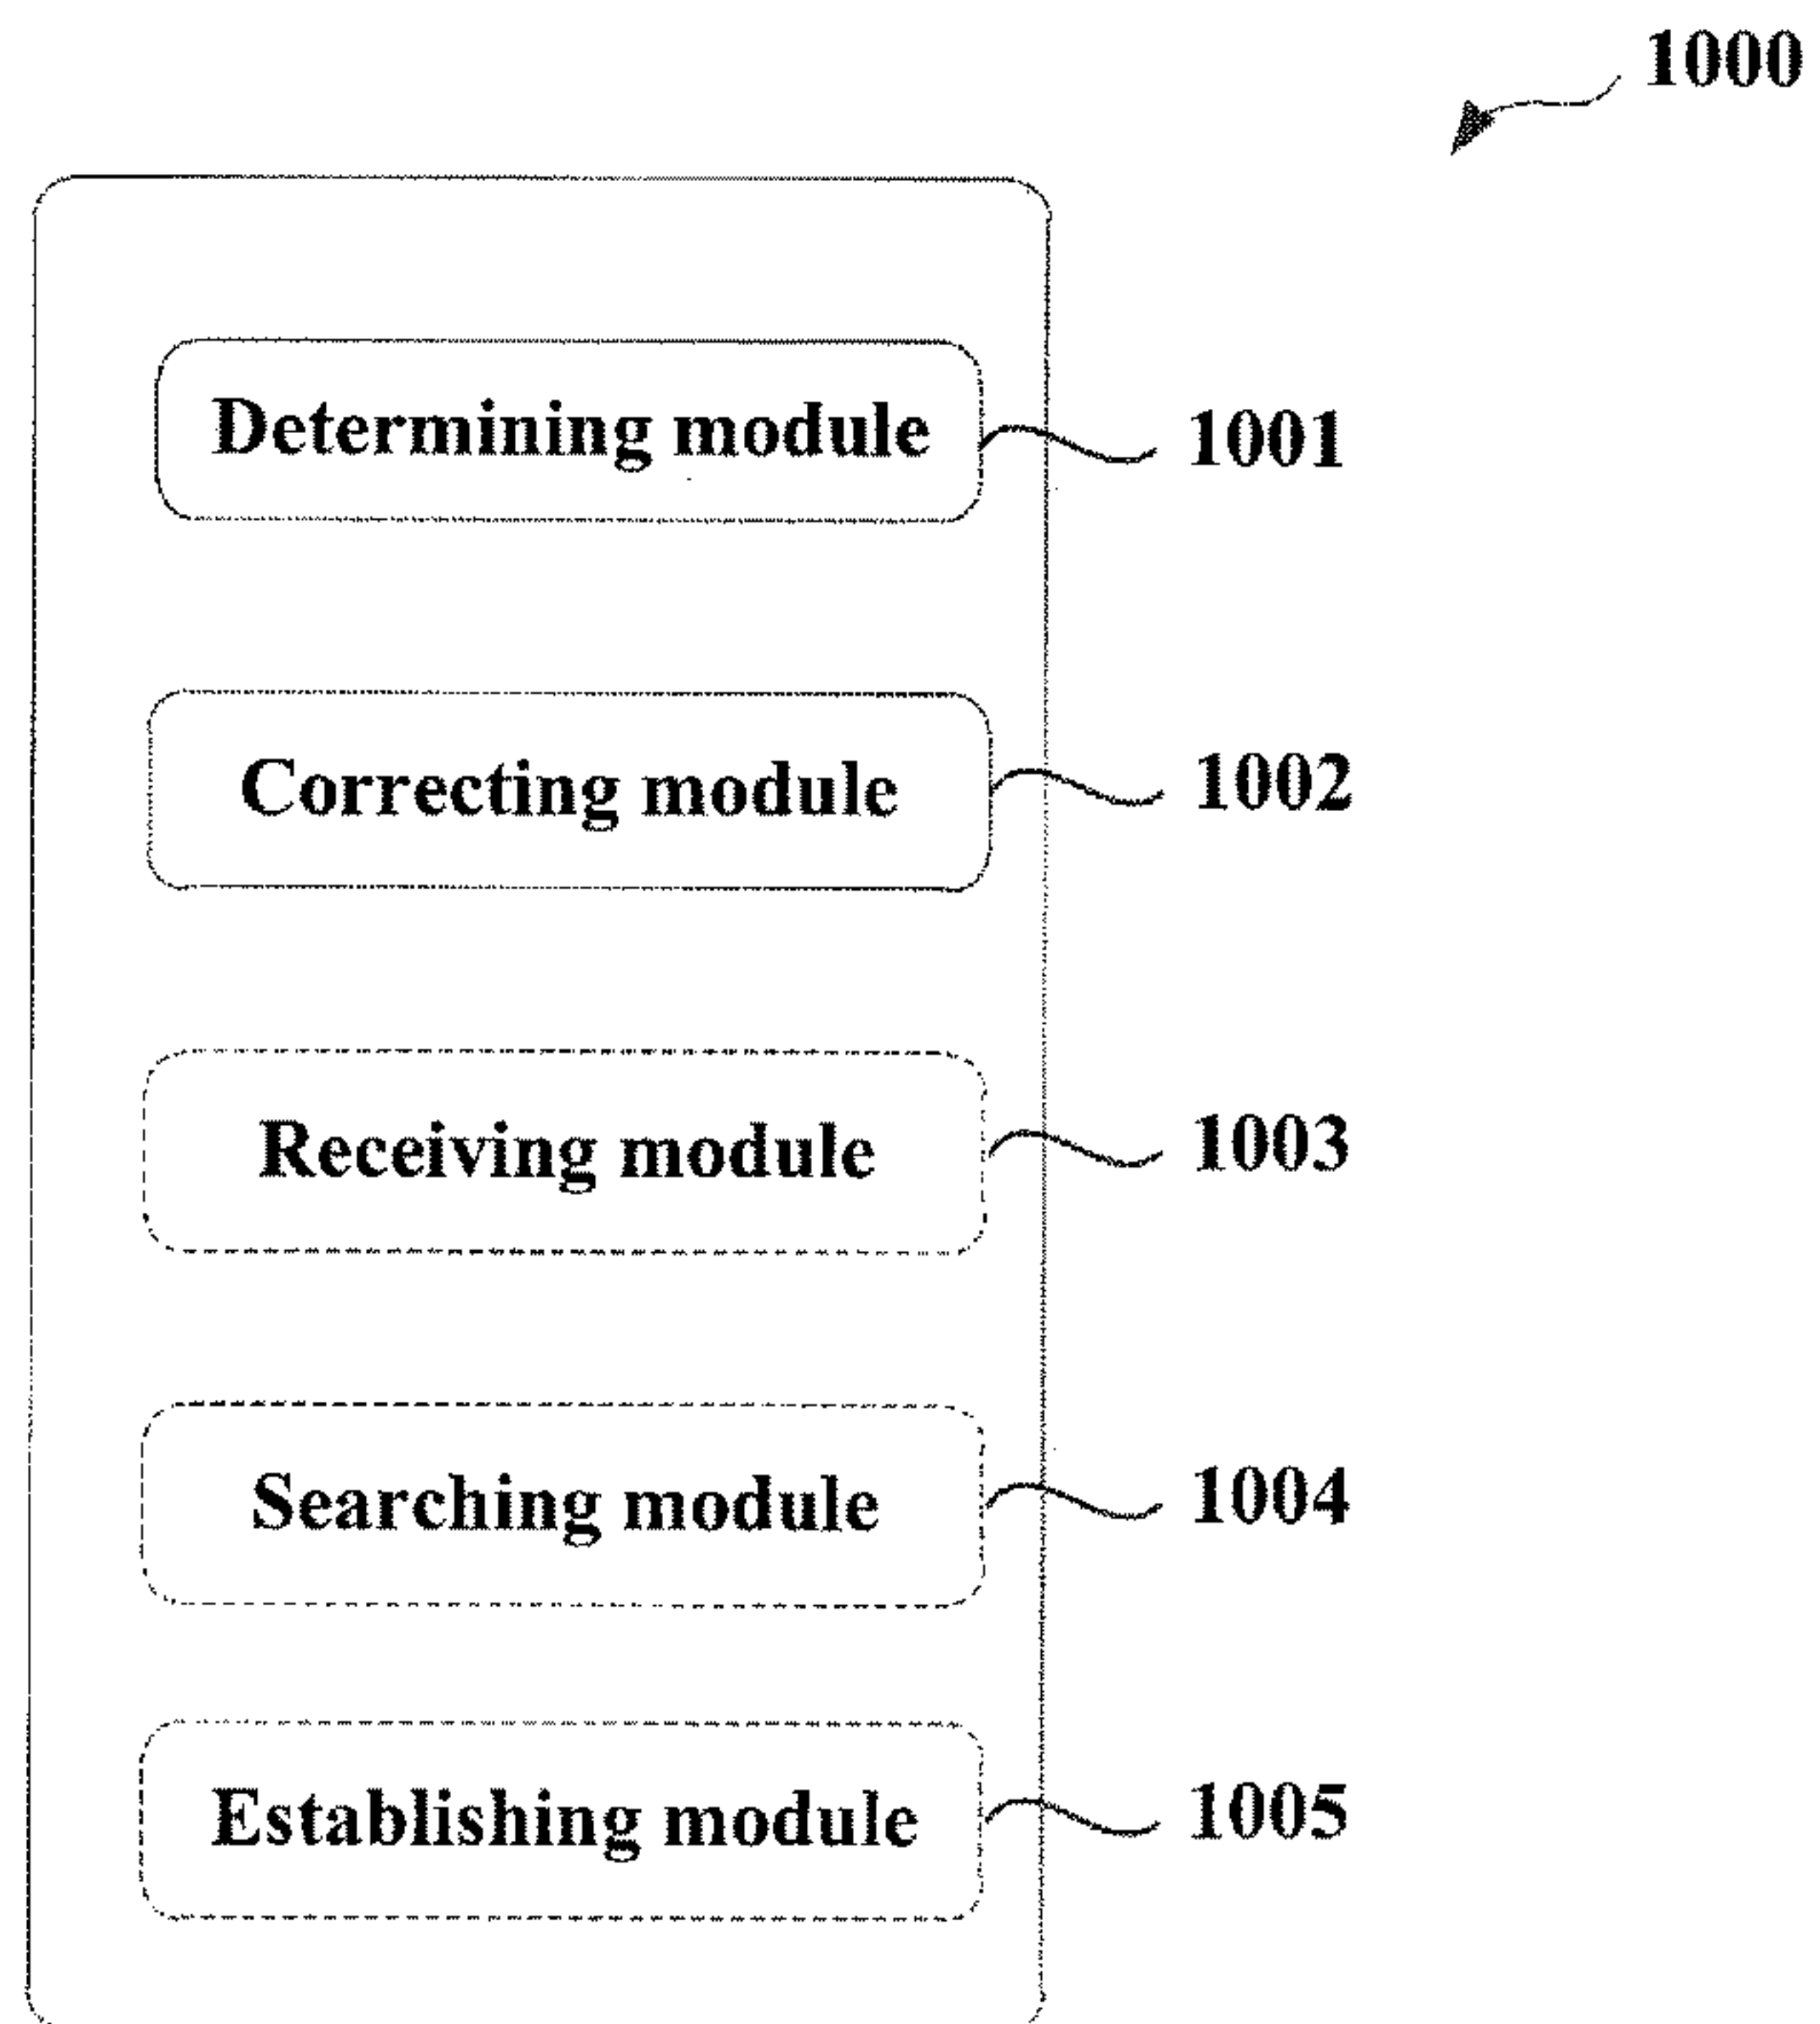 1000
Determining module 1001
Correcting module 1002
Receiving module 1003
Searching module 1004
Establishing module 1005